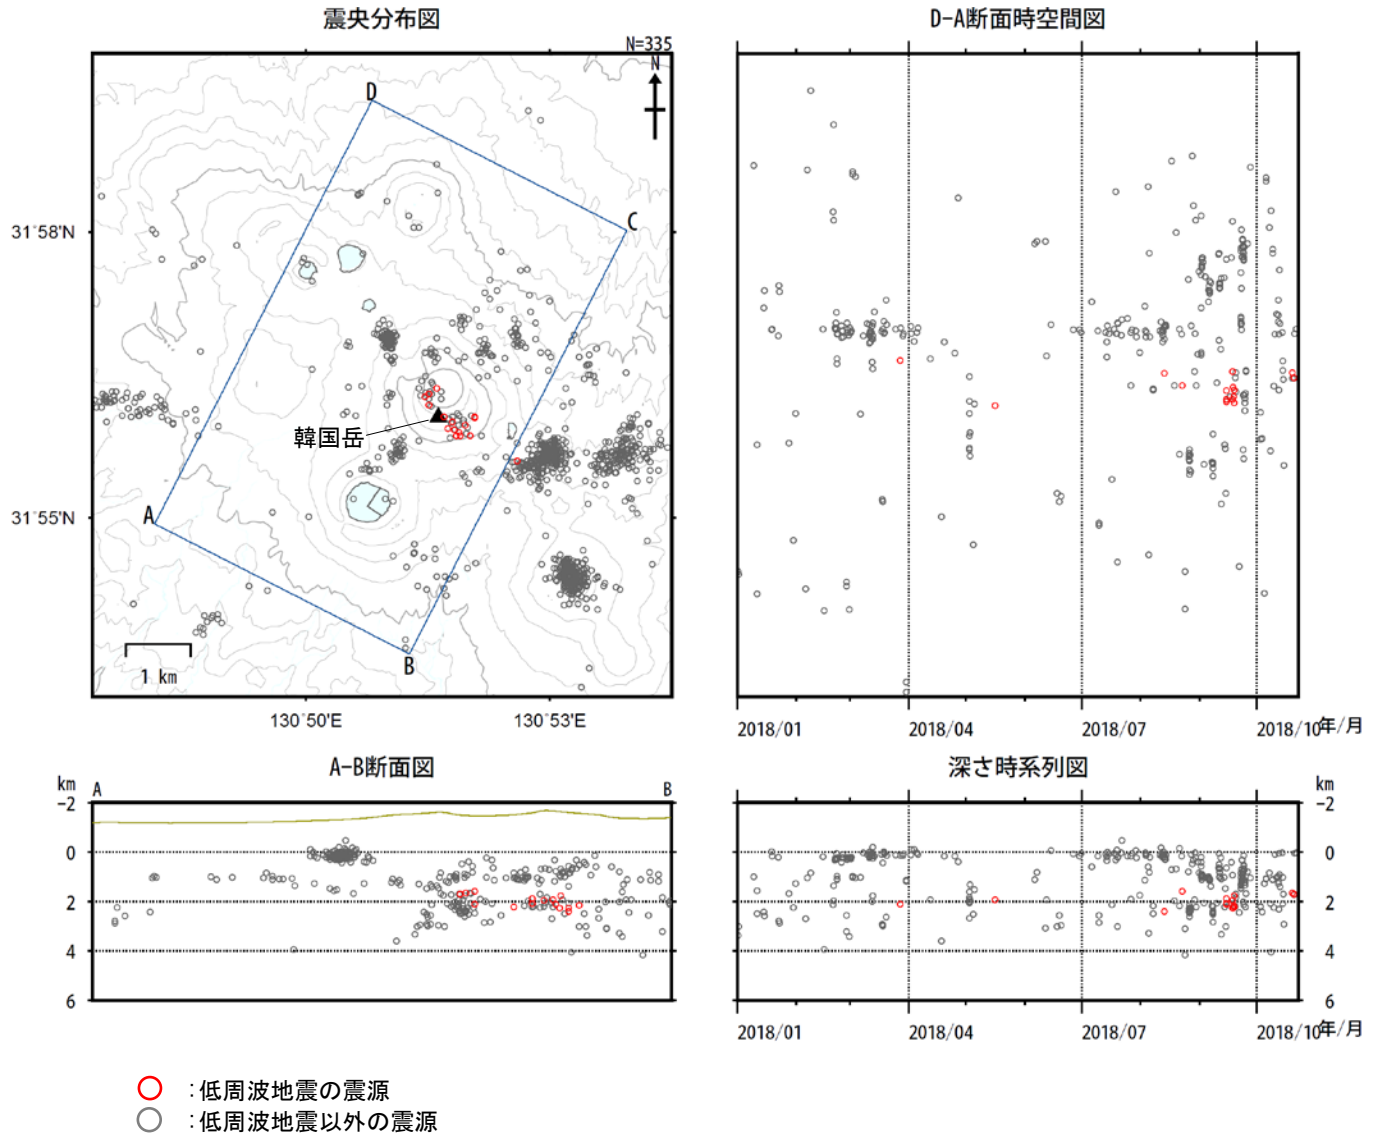 震央分布図
N=335
N
D
C
A
B
31°58'N
31°55'N
韓国岳
1 km
130°50'E
130°53'E
D-A断面時空間図
2018/01
2018/04
2018/07
2018/10
年/月
A-B断面図
km
A
B
-2
0
2
4
6
深さ時系列図
km
-2
0
2
4
6
2018/01
2018/04
2018/07
2018/10
年/月
:低周波地震の震源
:低周波地震以外の震源